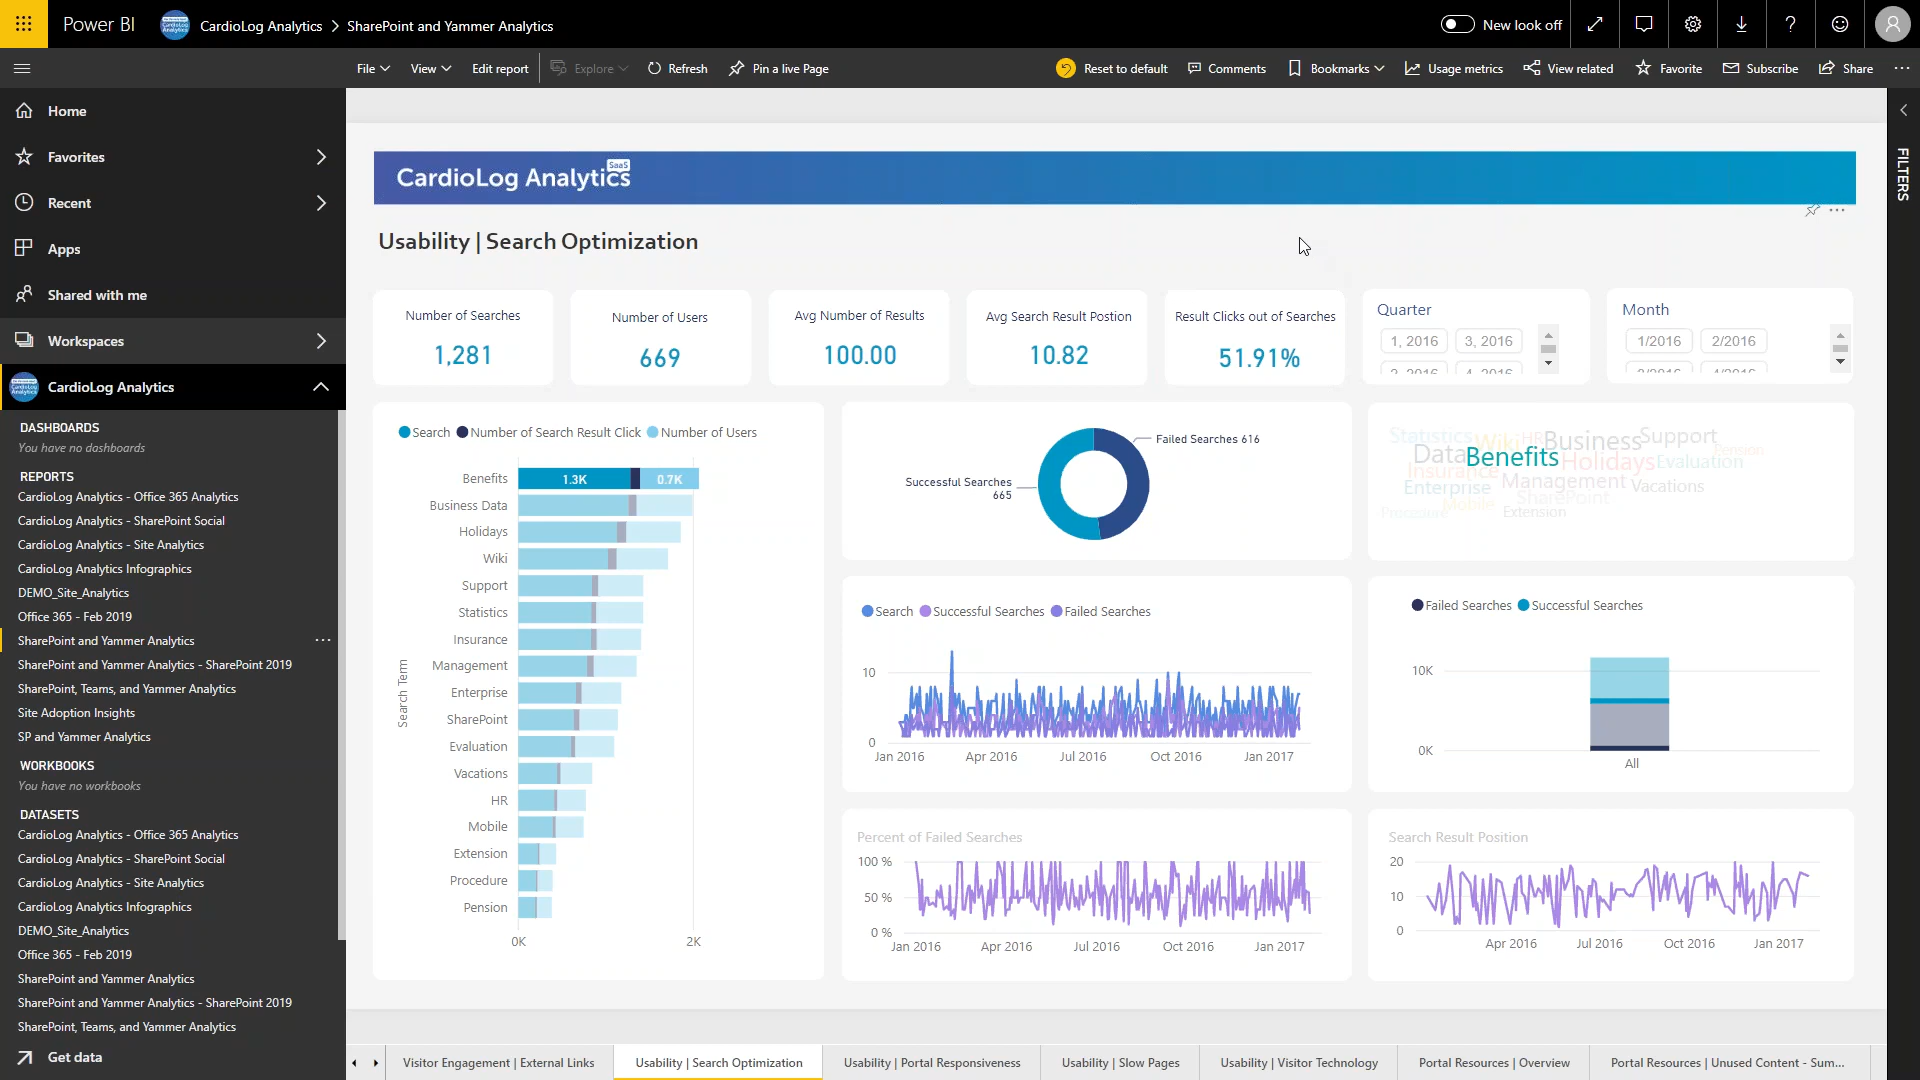 Power BI
CardioLog Analytics
SharePoint and Yammer Analytics
New look off
File
View
Edit report
Explore
Refresh
Pin a live Page
Reset to default
Comments
Bookmarks
Usage metrics
View related
Favorite
Subscribe
Share
Home
Favorites
Recent
Apps
Shared with me
Workspaces
CardioLog Analytics
DASHBOARDS
You have no dashboards
REPORTS
CardioLog Analytics - Office 365 Analytics
CardioLog Analytics - SharePoint Social
CardioLog Analytics - Site Analytics
CardioLog Analytics Infographics
DEMO_Site_Analytics
Office 365 - Feb 2019
SharePoint and Yammer Analytics
SharePoint and Yammer Analytics - SharePoint 2019
SharePoint, Teams, and Yammer Analytics
Site Adoption Insights
SP and Yammer Analytics
WORKBOOKS
You have no workbooks
DATASETS
CardioLog Analytics - Office 365 Analytics
CardioLog Analytics - SharePoint Social
CardioLog Analytics - Site Analytics
CardioLog Analytics Infographics
DEMO_Site_Analytics
Office 365 - Feb 2019
SharePoint and Yammer Analytics
SharePoint and Yammer Analytics - SharePoint 2019
SharePoint, Teams, and Yammer Analytics
Get data
CardioLog Analytics SaaS
Usability | Search Optimization
Number of Searches
1,281
Number of Users
669
Avg Number of Results
100.00
Avg Search Result Postion
10.82
Result Clicks out of Searches
51.91%
Quarter
1, 2016
3, 2016
Month
1/2016
2/2016
Search
Number of Search Result Click
Number of Users
Search Term
Benefits
1.3K
0.7K
Business Data
Holidays
Wiki
Support
Statistics
Insurance
Management
Enterprise
SharePoint
Evaluation
Vacations
HR
Mobile
Extension
Procedure
Pension
0K
2K
Failed Searches 616
Successful Searches
665
Statistics
Wiki
HR
Business
Support
Pension
Data
Benefits
Holidays
Evaluation
Insurance
Enterprise
Management
Vacations
SharePoint
Mobile
Procedure
Extension
Search
Successful Searches
Failed Searches
10
0
Jan 2016
Apr 2016
Jul 2016
Oct 2016
Jan 2017
Failed Searches
Successful Searches
10K
0K
All
Percent of Failed Searches
100 %
50 %
0 %
Jan 2016
Apr 2016
Jul 2016
Oct 2016
Jan 2017
Search Result Position
20
10
0
Apr 2016
Jul 2016
Oct 2016
Jan 2017
FILTERS
Visitor Engagement | External Links
Usability | Search Optimization
Usability | Portal Responsiveness
Usability | Slow Pages
Usability | Visitor Technology
Portal Resources | Overview
Portal Resources | Unused Content - Sum...